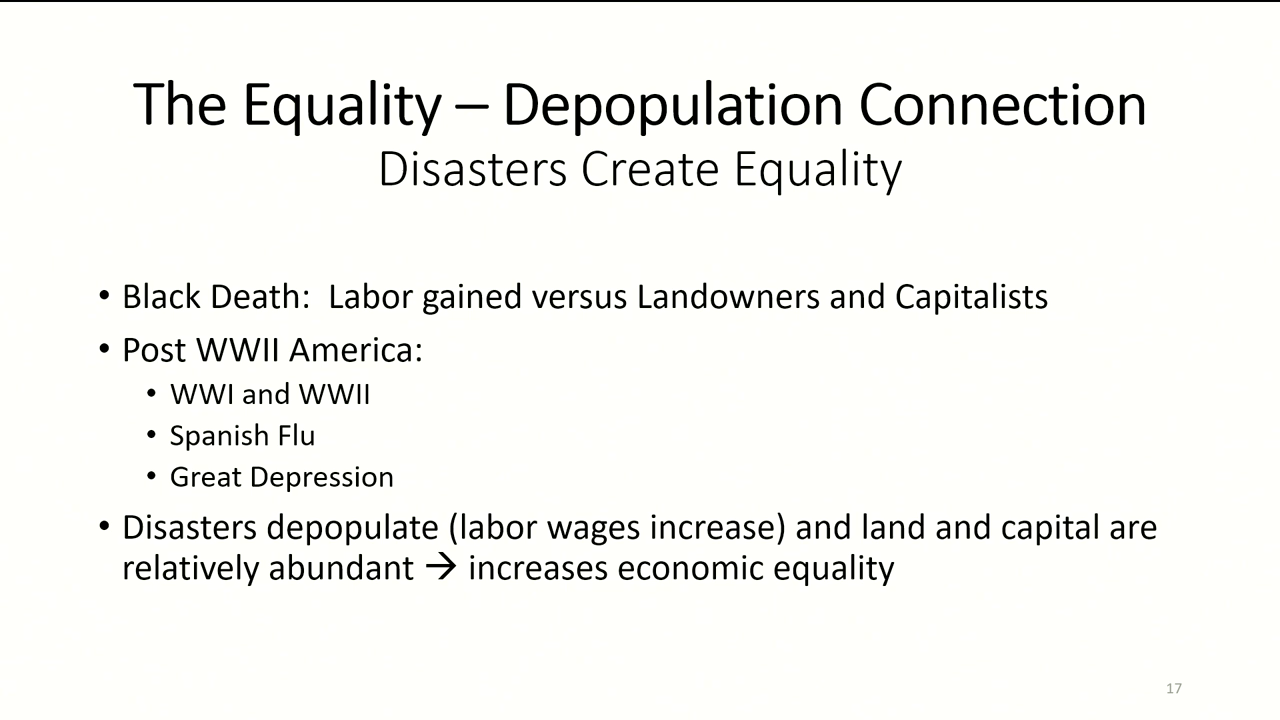 The Equality – Depopulation Connection
Disasters Create Equality
• Black Death:  Labor gained versus Landowners and Capitalists
• Post WWII America:
• WWI and WWII
• Spanish Flu
• Great Depression
• Disasters depopulate (labor wages increase) and land and capital are
relatively abundant → increases economic equality
17